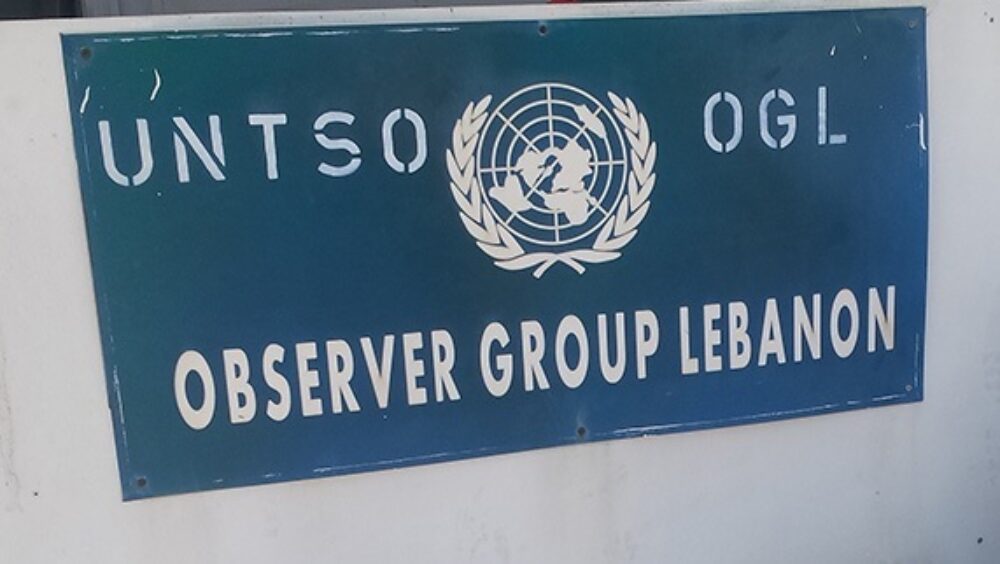 UNTSO OGL
OBSERVER GROUP LEBANON